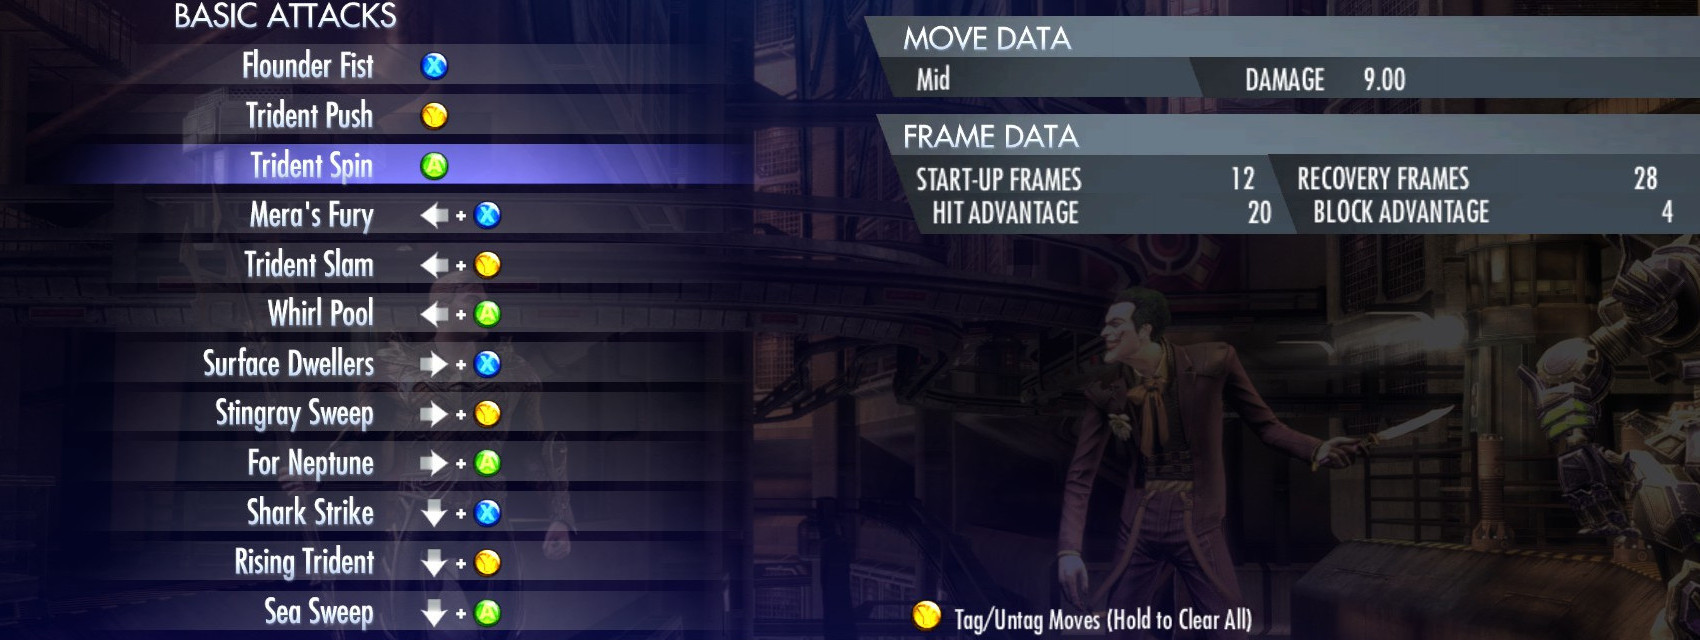 BASIC ATTACKS
Flounder Fist X
Trident Push Y
Trident Spin A
Mera's Fury + X
Trident Slam + Y
Whirl Pool + A
Surface Dwellers + X
Stingray Sweep + Y
For Neptune + A
Shark Strike + X
Rising Trident + Y
Sea Sweep + A
MOVE DATA
Mid DAMAGE 9.00
FRAME DATA
START-UP FRAMES 12 RECOVERY FRAMES 28
HIT ADVANTAGE 20 BLOCK ADVANTAGE 4
Y Tag/Untag Moves (Hold to Clear All)